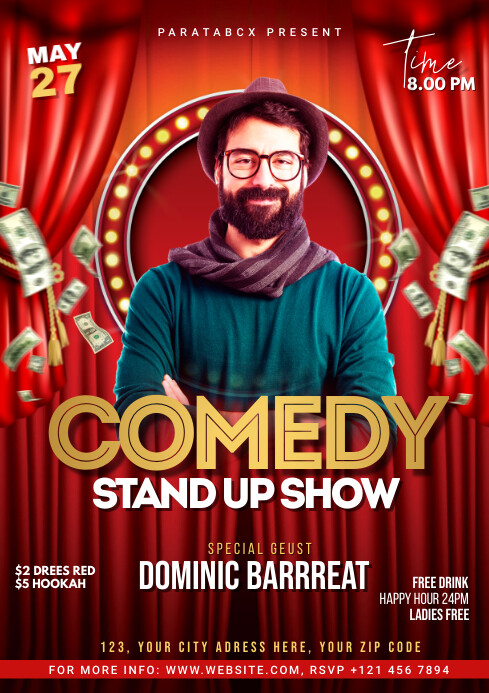 PARATABCX PRESENT
MAY
27
Time
8.00 PM
COMEDY
STAND UP SHOW
SPECIAL GEUST
DOMINIC BARRREAT
$2 DREES RED
$5 HOOKAH
FREE DRINK
HAPPY HOUR 24PM
LADIES FREE
123, YOUR CITY ADRESS HERE, YOUR ZIP CODE
FOR MORE INFO: WWW.WEBSITE.COM, RSVP +121 456 7894